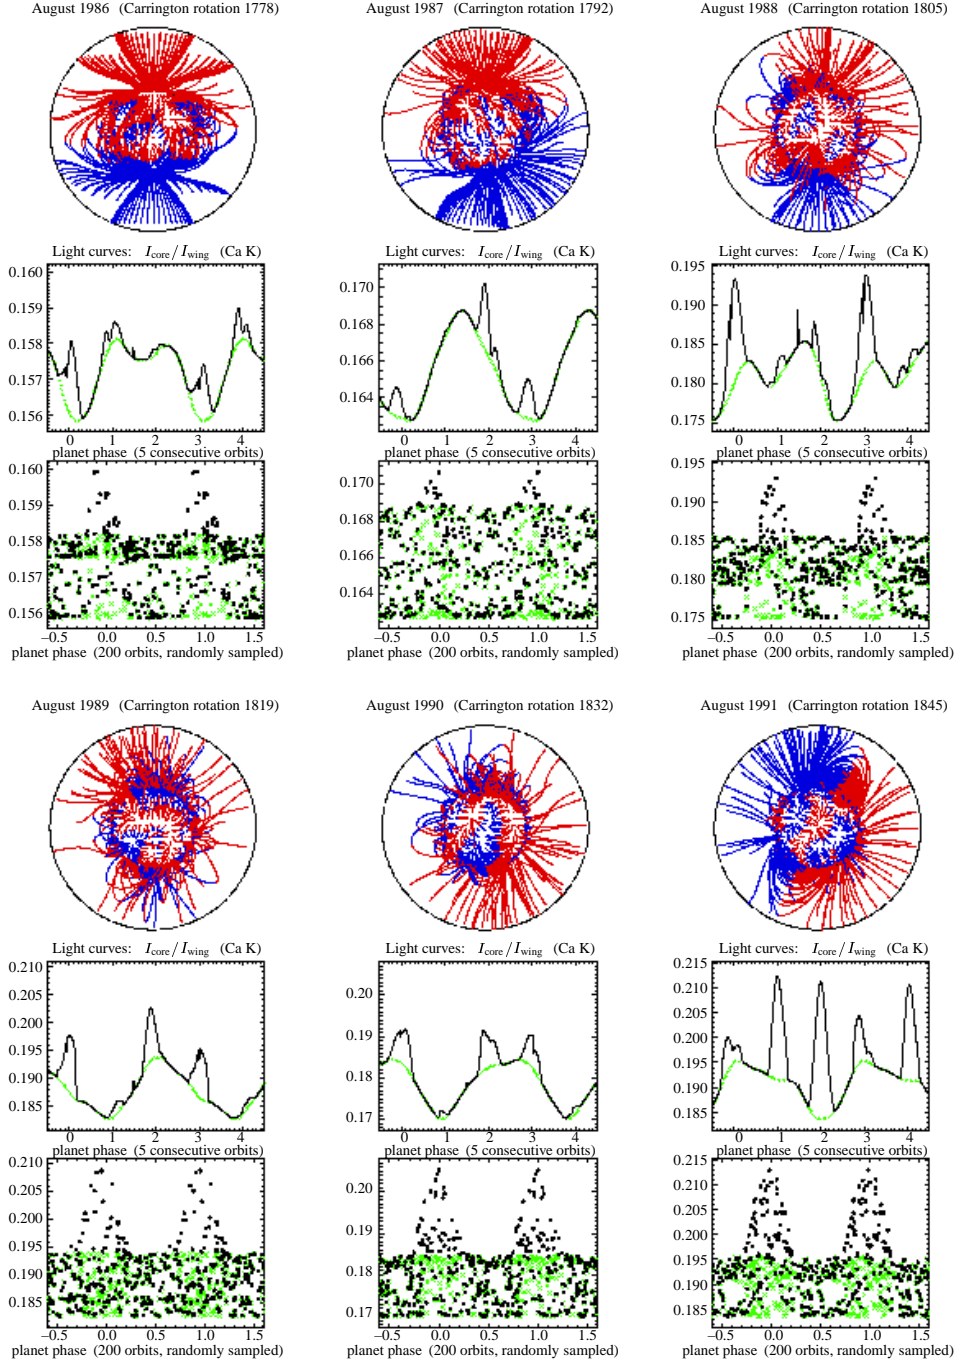 August 1986 (Carrington rotation 1778)
August 1987 (Carrington rotation 1792)
August 1988 (Carrington rotation 1805)
Light curves: I_core/I_wing (Ca K)
Light curves: I_core/I_wing (Ca K)
Light curves: I_core/I_wing (Ca K)
0.160
0.159
0.158
0.157
0.156
0 1 2 3 4
planet phase (5 consecutive orbits)
0.170
0.168
0.166
0.164
0 1 2 3 4
planet phase (5 consecutive orbits)
0.195
0.190
0.185
0.180
0.175
0 1 2 3 4
planet phase (5 consecutive orbits)
0.160
0.159
0.158
0.157
0.156
−0.5 0.0 0.5 1.0 1.5
planet phase (200 orbits, randomly sampled)
0.170
0.168
0.166
0.164
−0.5 0.0 0.5 1.0 1.5
planet phase (200 orbits, randomly sampled)
0.195
0.190
0.185
0.180
0.175
−0.5 0.0 0.5 1.0 1.5
planet phase (200 orbits, randomly sampled)
August 1989 (Carrington rotation 1819)
August 1990 (Carrington rotation 1832)
August 1991 (Carrington rotation 1845)
Light curves: I_core/I_wing (Ca K)
Light curves: I_core/I_wing (Ca K)
Light curves: I_core/I_wing (Ca K)
0.210
0.205
0.200
0.195
0.190
0.185
0 1 2 3 4
planet phase (5 consecutive orbits)
0.20
0.19
0.18
0.17
0 1 2 3 4
planet phase (5 consecutive orbits)
0.215
0.210
0.205
0.200
0.195
0.190
0.185
0 1 2 3 4
planet phase (5 consecutive orbits)
0.210
0.205
0.200
0.195
0.190
0.185
−0.5 0.0 0.5 1.0 1.5
planet phase (200 orbits, randomly sampled)
0.20
0.19
0.18
0.17
−0.5 0.0 0.5 1.0 1.5
planet phase (200 orbits, randomly sampled)
0.215
0.210
0.205
0.200
0.195
0.190
0.185
−0.5 0.0 0.5 1.0 1.5
planet phase (200 orbits, randomly sampled)